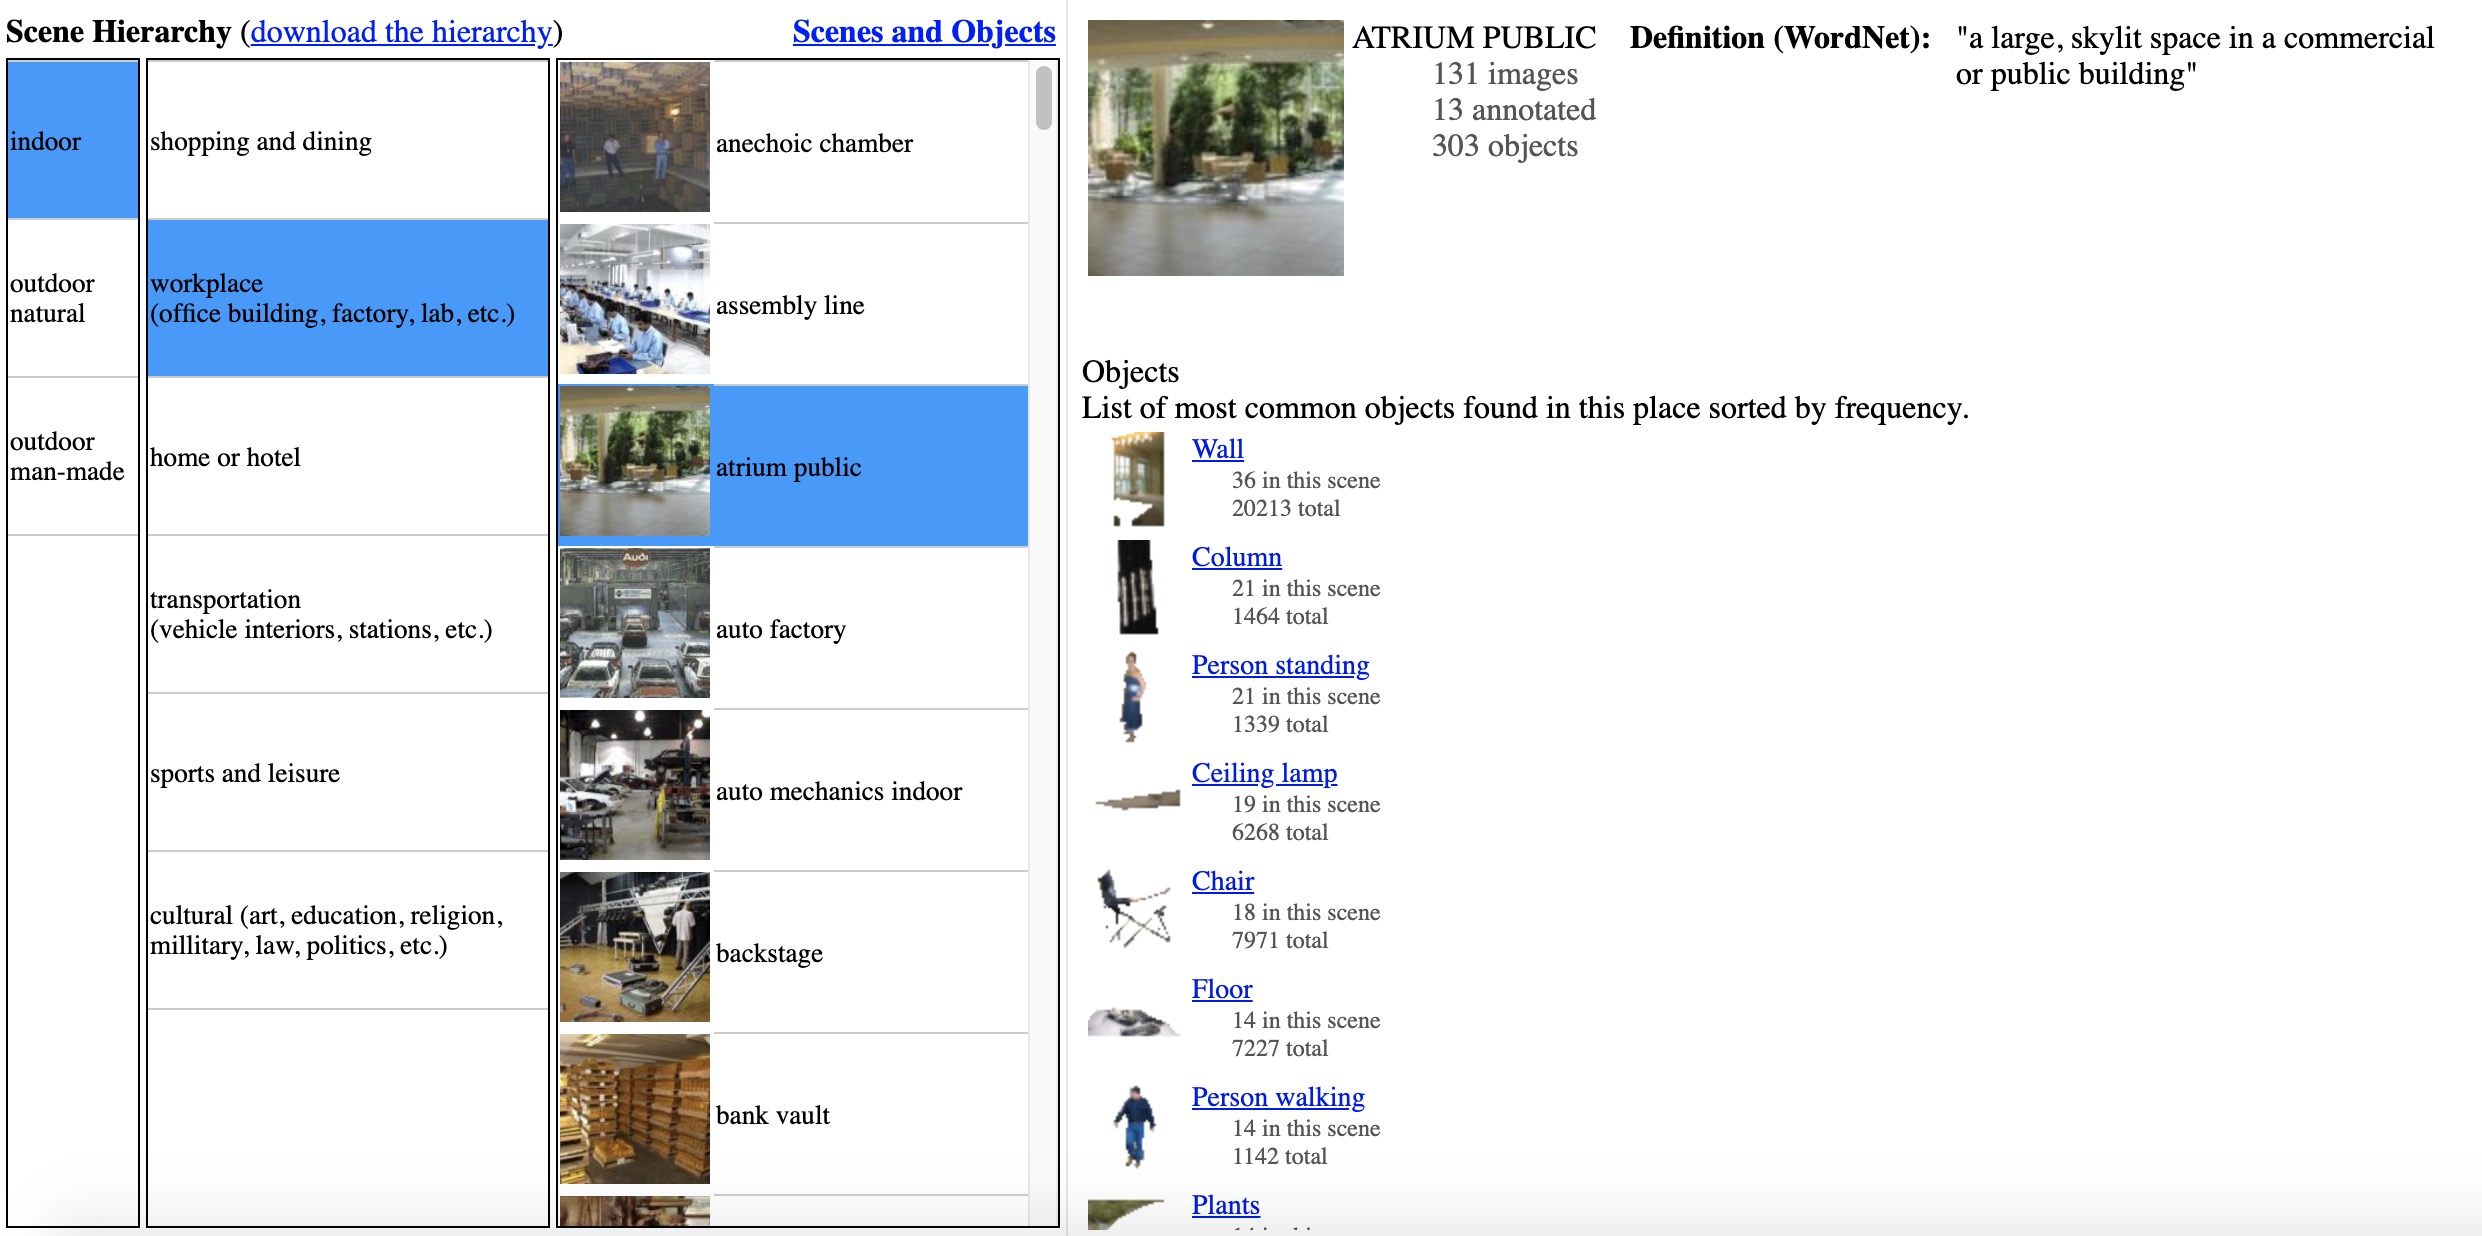 Scene Hierarchy (download the hierarchy)
Scenes and Objects
indoor
outdoor
natural
outdoor
man-made
shopping and dining
workplace
(office building, factory, lab, etc.)
home or hotel
transportation
(vehicle interiors, stations, etc.)
sports and leisure
cultural (art, education, religion,
millitary, law, politics, etc.)
anechoic chamber
assembly line
atrium public
Audi
auto factory
auto mechanics indoor
backstage
bank vault
ATRIUM PUBLIC
131 images
13 annotated
303 objects
Definition (WordNet):
"a large, skylit space in a commercial
or public building"
Objects
List of most common objects found in this place sorted by frequency.
Wall
36 in this scene
20213 total
Column
21 in this scene
1464 total
Person standing
21 in this scene
1339 total
Ceiling lamp
19 in this scene
6268 total
Chair
18 in this scene
7971 total
Floor
14 in this scene
7227 total
Person walking
14 in this scene
1142 total
Plants